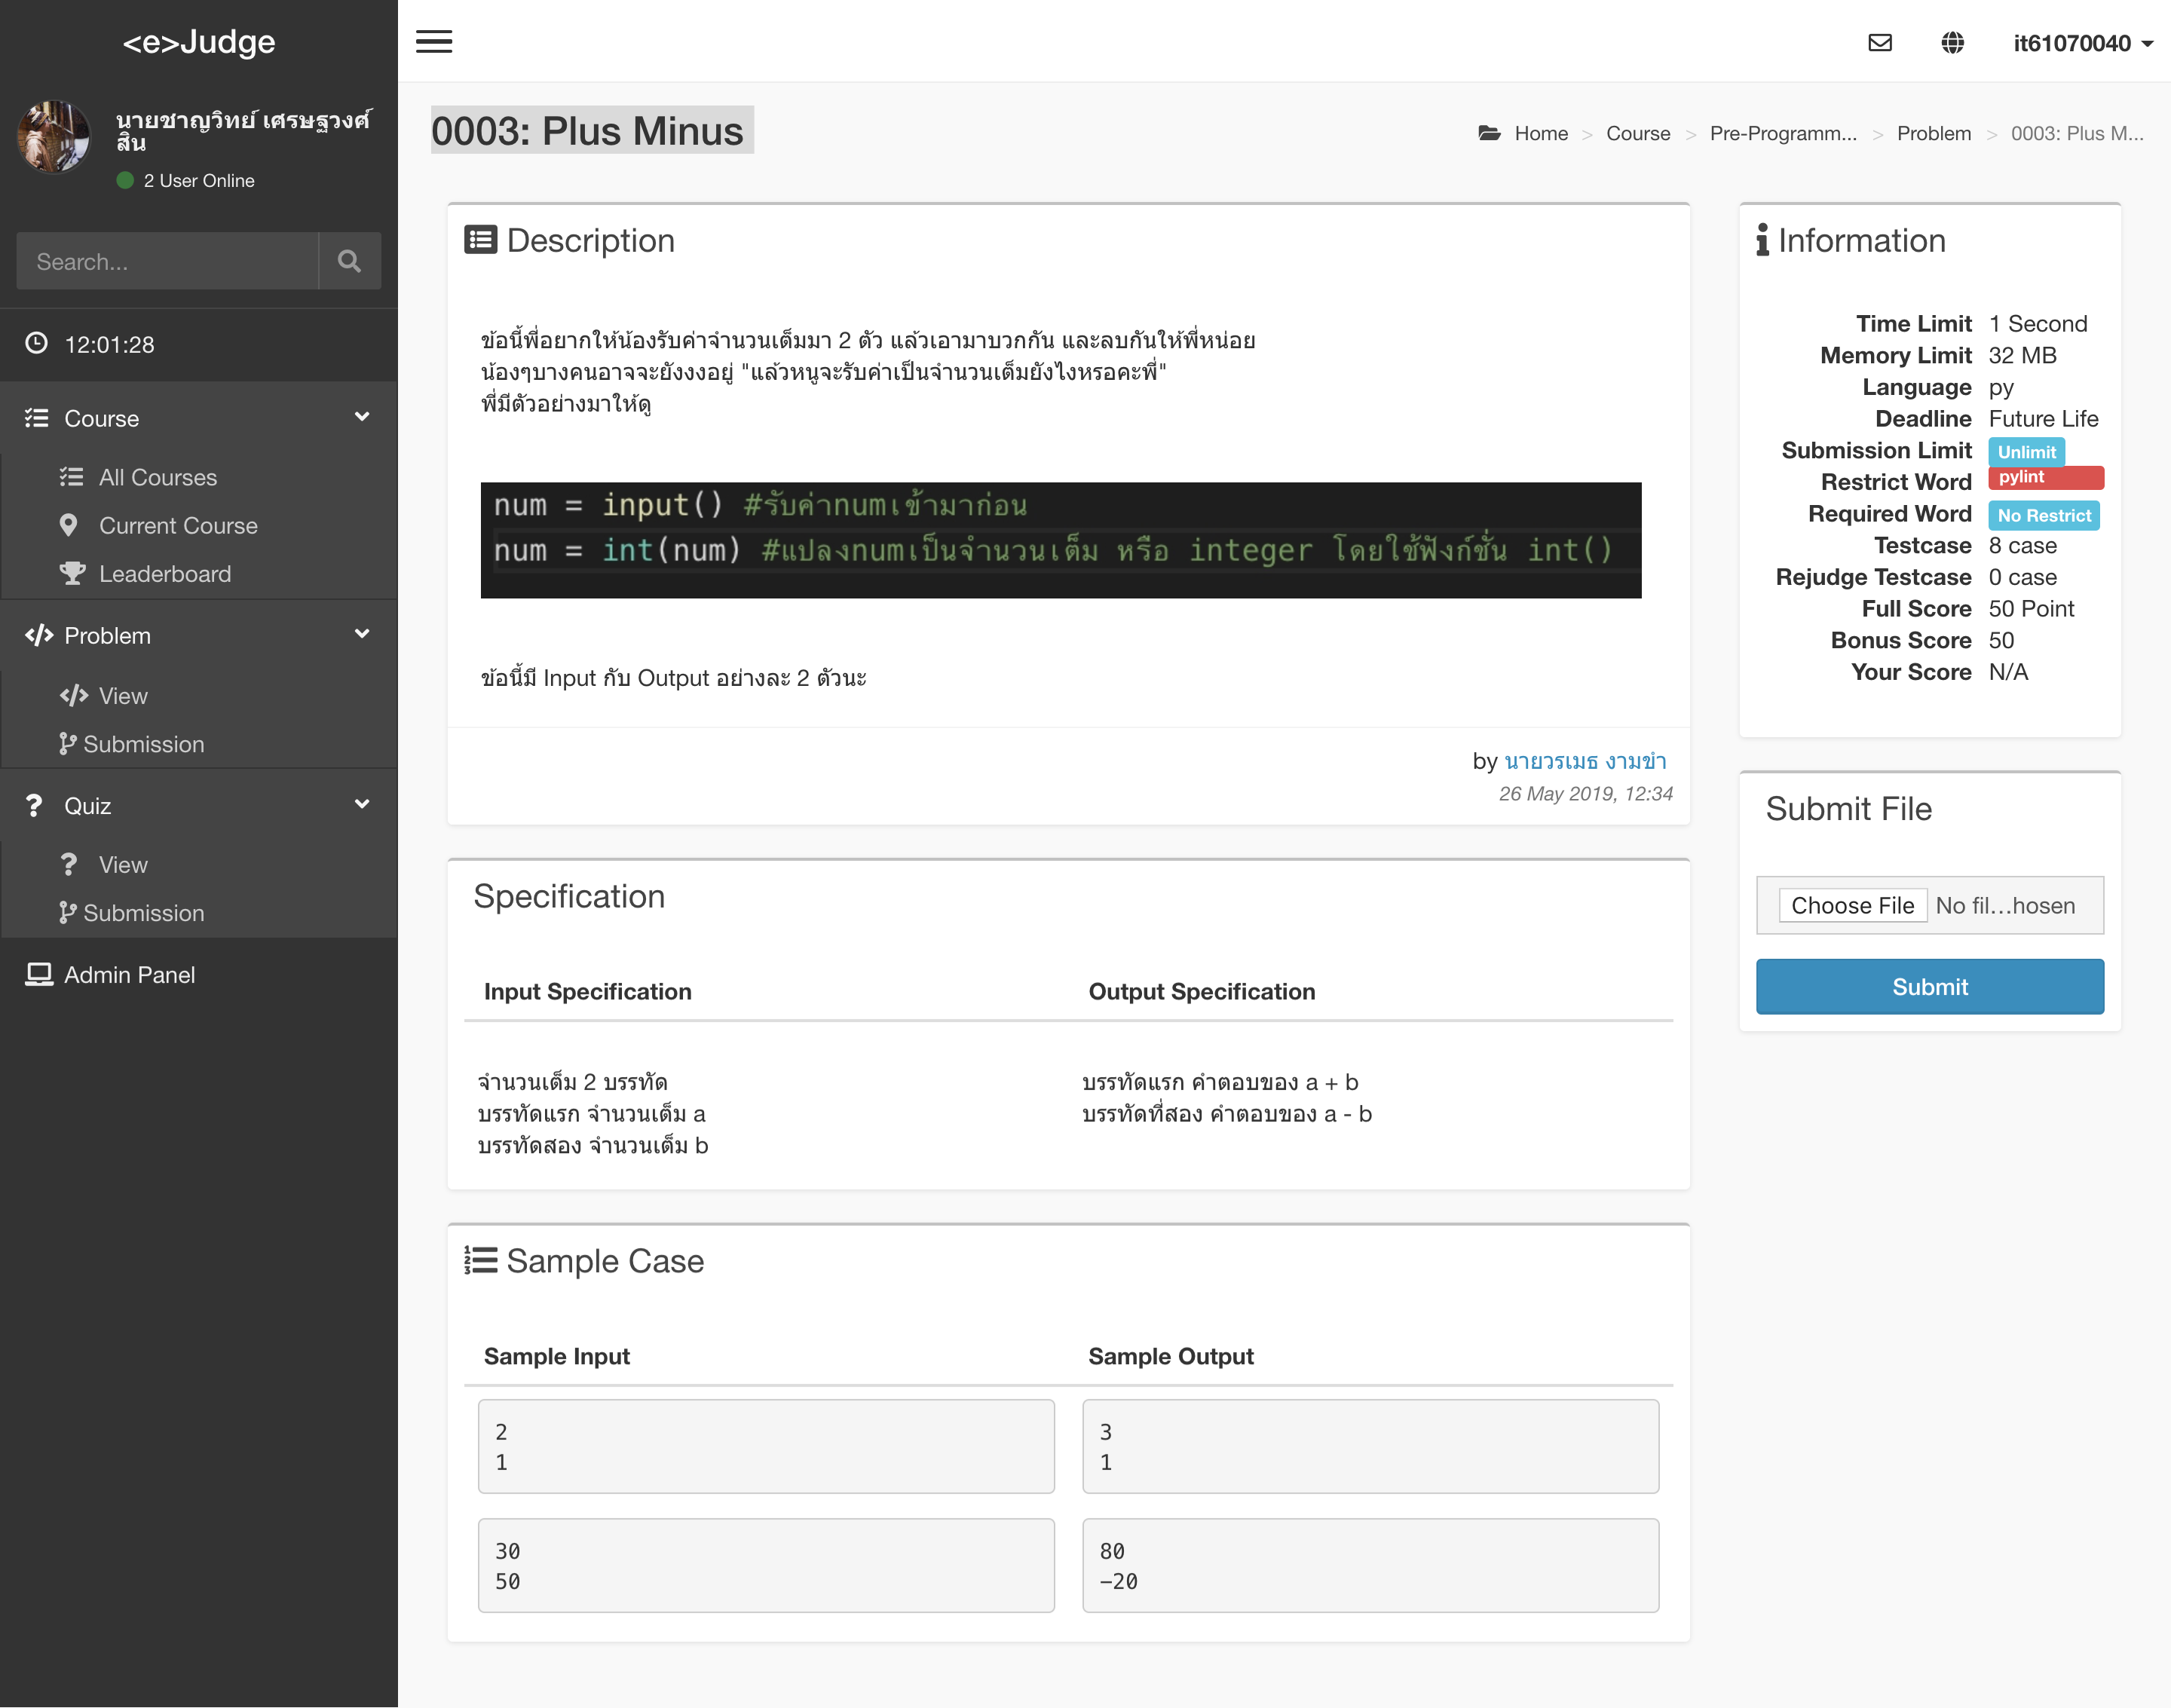 <e>Judge
นายชาญวิทย์ เศรษฐวงศ์
สิน
2 User Online
Search...
12:01:28
Course
All Courses
Current Course
Leaderboard
Problem
View
Submission
Quiz
View
Submission
Admin Panel
it61070040
0003: Plus Minus
Home > Course > Pre-Programm... > Problem > 0003: Plus M...
Description
ข้อนี้พี่อยากให้น้องรับค่าจำนวนเต็มมา 2 ตัว แล้วเอามาบวกกัน และลบกันให้พี่หน่อย
น้องๆบางคนอาจจะยังงงอยู่ "แล้วหนูจะรับค่าเป็นจำนวนเต็มยังไงหรอคะพี่"
พี่มีตัวอย่างมาให้ดู
num = input() #รับค่าnumเข้ามาก่อน
num = int(num) #แปลงnumเป็นจำนวนเต็ม หรือ integer โดยใช้ฟังก์ชั่น int()
ข้อนี้มี Input กับ Output อย่างละ 2 ตัวนะ
by นายวรเมธ งามขำ
26 May 2019, 12:34
Specification
Input Specification
Output Specification
จำนวนเต็ม 2 บรรทัด
บรรทัดแรก จำนวนเต็ม a
บรรทัดสอง จำนวนเต็ม b
บรรทัดแรก คำตอบของ a + b
บรรทัดที่สอง คำตอบของ a - b
Sample Case
Sample Input
Sample Output
2
1
3
1
30
50
80
-20
Information
Time Limit 1 Second
Memory Limit 32 MB
Language py
Deadline Future Life
Submission Limit Unlimit
Restrict Word pylint
Required Word No Restrict
Testcase 8 case
Rejudge Testcase 0 case
Full Score 50 Point
Bonus Score 50
Your Score N/A
Submit File
Choose File No fil...hosen
Submit